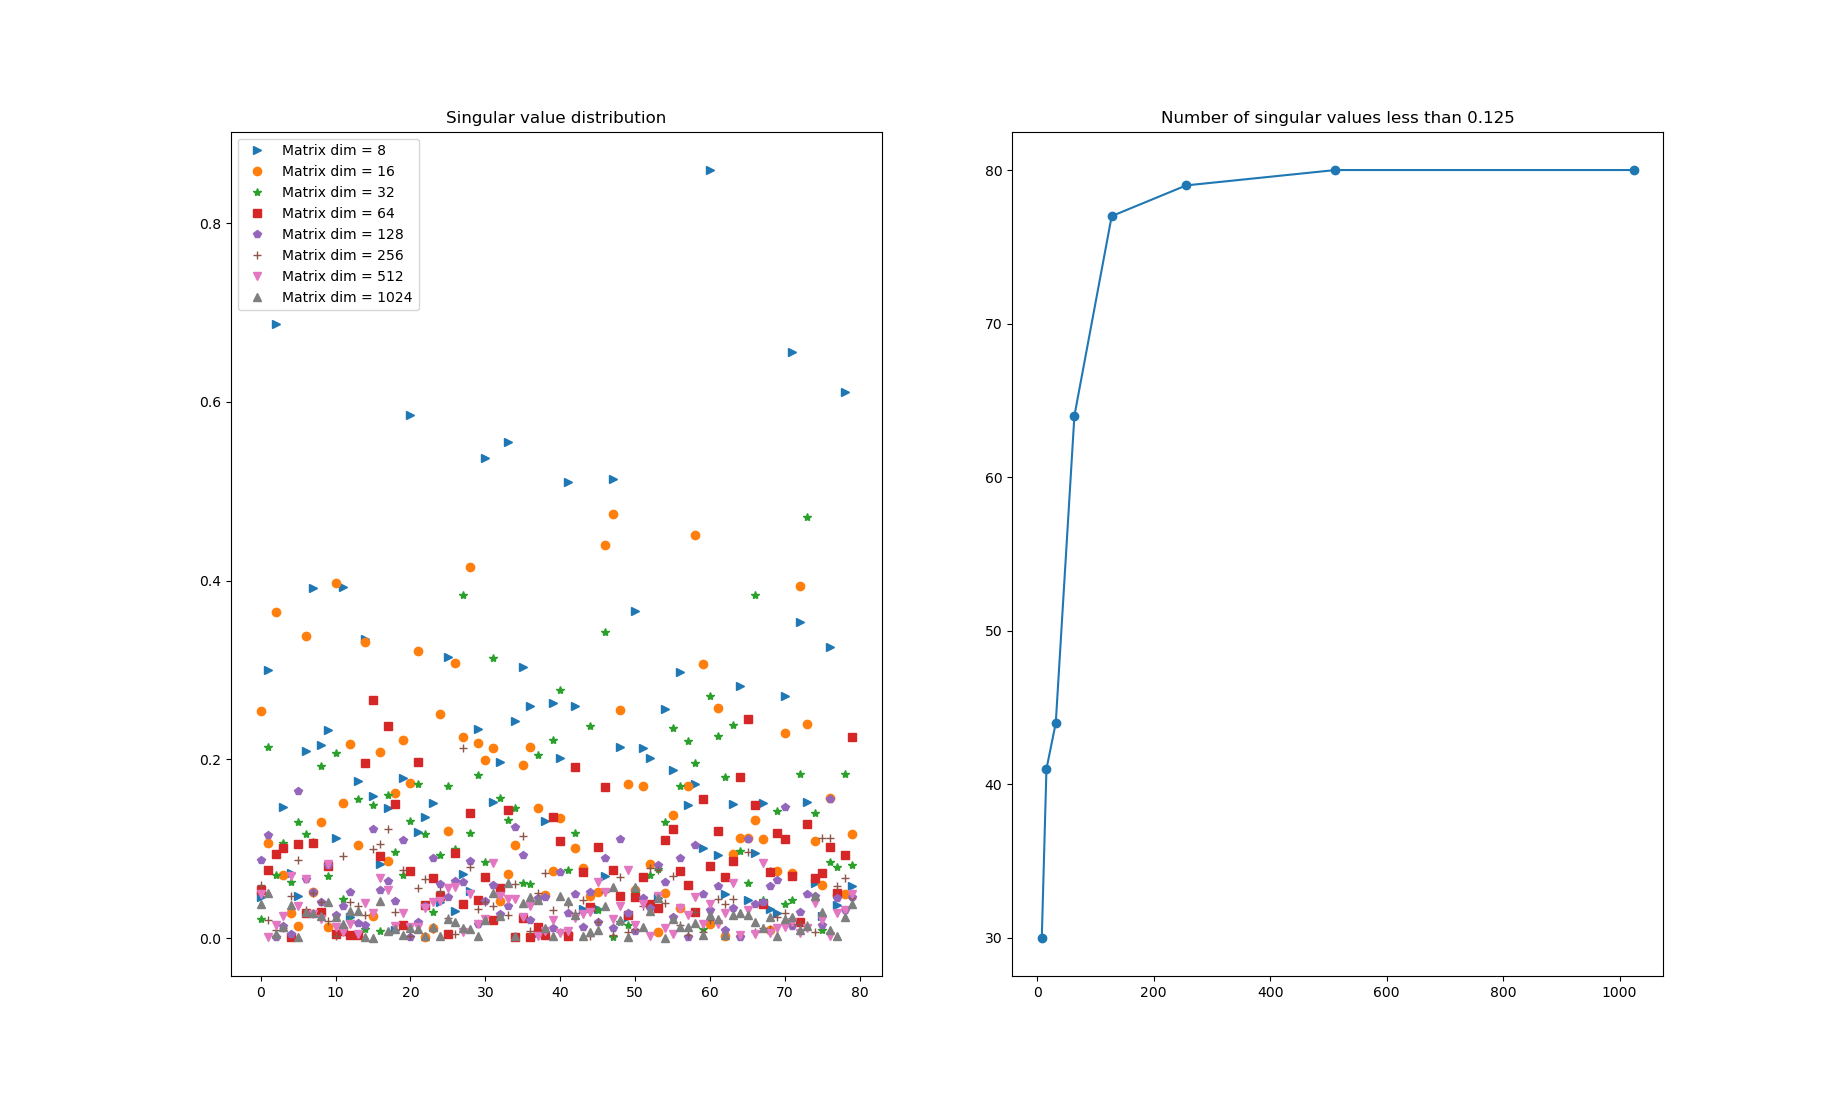 Singular value distribution
Matrix dim = 8
Matrix dim = 16
Matrix dim = 32
Matrix dim = 64
Matrix dim = 128
Matrix dim = 256
Matrix dim = 512
Matrix dim = 1024
0.8
0.6
0.4
0.2
0.0
0 10 20 30 40 50 60 70 80
Number of singular values less than 0.125
80
70
60
50
40
30
0 200 400 600 800 1000